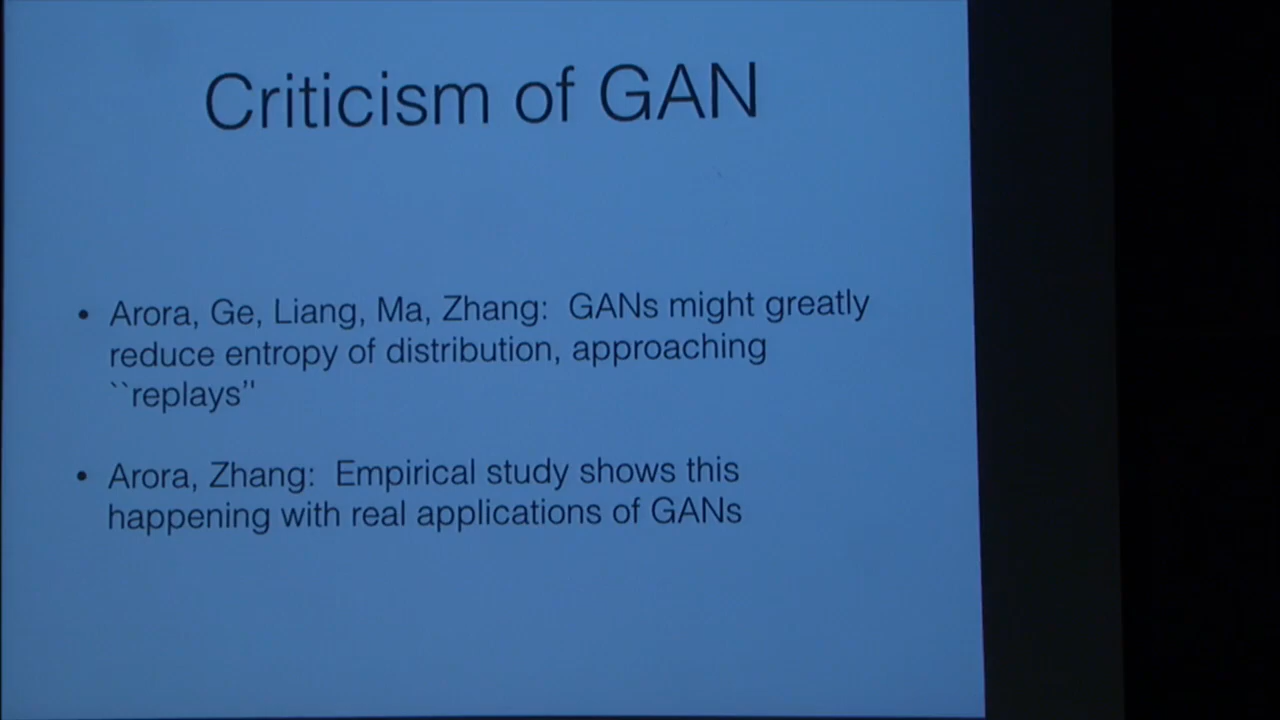 Criticism of GAN
• Arora, Ge, Liang, Ma, Zhang: GANs might greatly
reduce entropy of distribution, approaching
``replays"
• Arora, Zhang: Empirical study shows this
happening with real applications of GANs